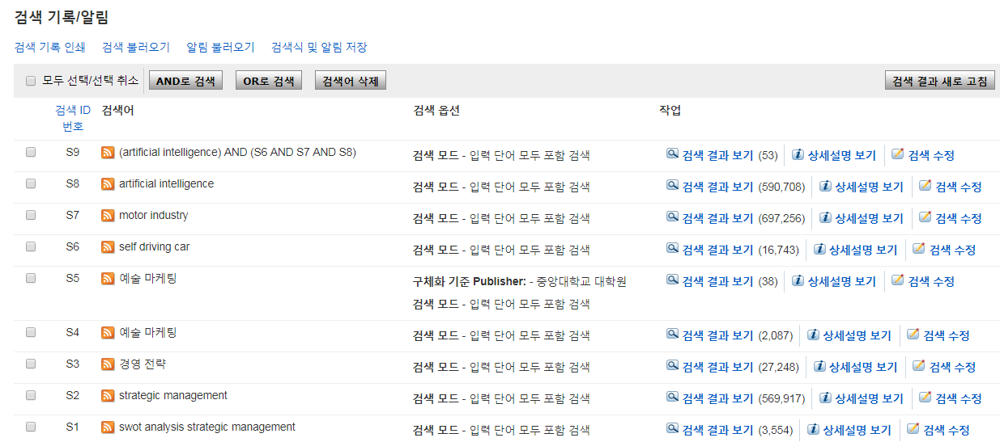 검색 기록/알림
검색 기록 인쇄 검색 불러오기 알림 불러오기 검색식 및 알림 저장
모두 선택/선택 취소 AND로 검색 OR로 검색 검색어 삭제 검색 결과 새로 고침
검색 ID 검색어 검색 옵션 작업
번호
S9 (artificial intelligence) AND (S6 AND S7 AND S8) 검색 모드 - 입력 단어 모두 포함 검색 검색 결과 보기 (53) 상세설명 보기 검색 수정
S8 artificial intelligence 검색 모드 - 입력 단어 모두 포함 검색 검색 결과 보기 (590,708) 상세설명 보기 검색 수정
S7 motor industry 검색 모드 - 입력 단어 모두 포함 검색 검색 결과 보기 (697,256) 상세설명 보기 검색 수정
S6 self driving car 검색 모드 - 입력 단어 모두 포함 검색 검색 결과 보기 (16,743) 상세설명 보기 검색 수정
S5 예술 마케팅 구체화 기준 Publisher: - 중앙대학교 대학원 검색 결과 보기 (38) 상세설명 보기 검색 수정
검색 모드 - 입력 단어 모두 포함 검색
S4 예술 마케팅 검색 모드 - 입력 단어 모두 포함 검색 검색 결과 보기 (2,087) 상세설명 보기 검색 수정
S3 경영 전략 검색 모드 - 입력 단어 모두 포함 검색 검색 결과 보기 (27,248) 상세설명 보기 검색 수정
S2 strategic management 검색 모드 - 입력 단어 모두 포함 검색 검색 결과 보기 (569,917) 상세설명 보기 검색 수정
S1 swot analysis strategic management 검색 모드 - 입력 단어 모두 포함 검색 검색 결과 보기 (3,554) 상세설명 보기 검색 수정